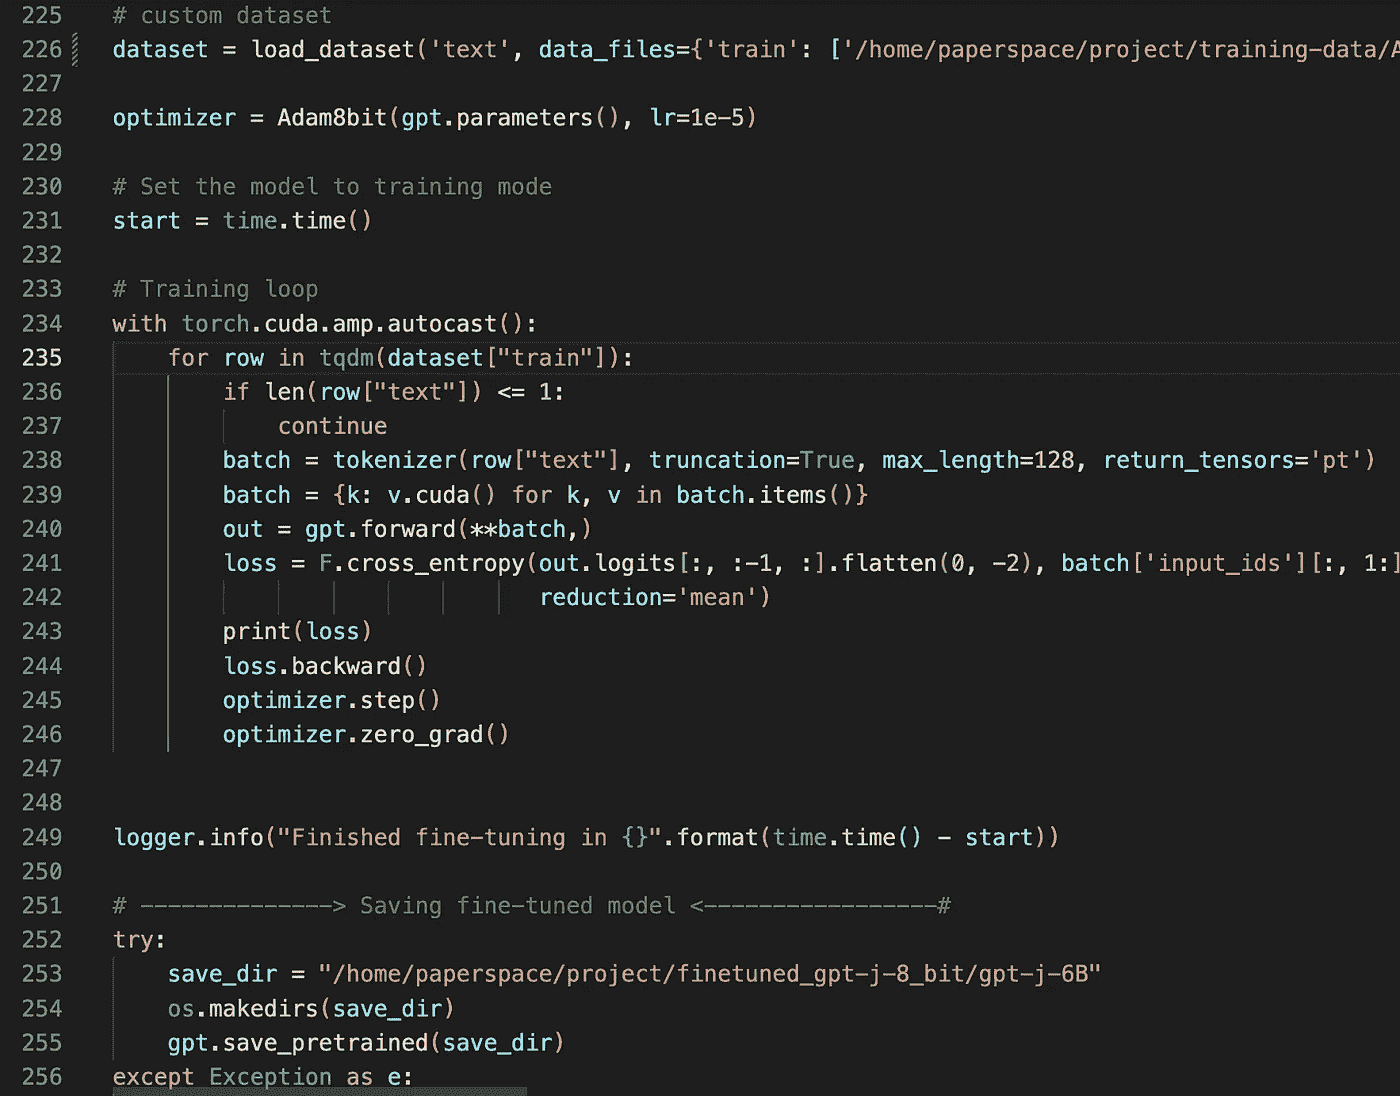 225 # custom dataset
226 dataset = load_dataset('text', data_files={'train': ['/home/paperspace/project/training-data/A
227
228 optimizer = Adam8bit(gpt.parameters(), lr=1e-5)
229
230 # Set the model to training mode
231 start = time.time()
232
233 # Training loop
234 with torch.cuda.amp.autocast():
235     for row in tqdm(dataset["train"]):
236         if len(row["text"]) <= 1:
237             continue
238         batch = tokenizer(row["text"], truncation=True, max_length=128, return_tensors='pt')
239         batch = {k: v.cuda() for k, v in batch.items()}
240         out = gpt.forward(**batch,)
241         loss = F.cross_entropy(out.logits[:, :-1, :].flatten(0, -2), batch['input_ids'][:, 1:]
242                                reduction='mean')
243         print(loss)
244         loss.backward()
245         optimizer.step()
246         optimizer.zero_grad()
247
248
249 logger.info("Finished fine-tuning in {}".format(time.time() - start))
250
251 # --------------> Saving fine-tuned model <-----------------#
252 try:
253     save_dir = "/home/paperspace/project/finetuned_gpt-j-8_bit/gpt-j-6B"
254     os.makedirs(save_dir)
255     gpt.save_pretrained(save_dir)
256 except Exception as e: